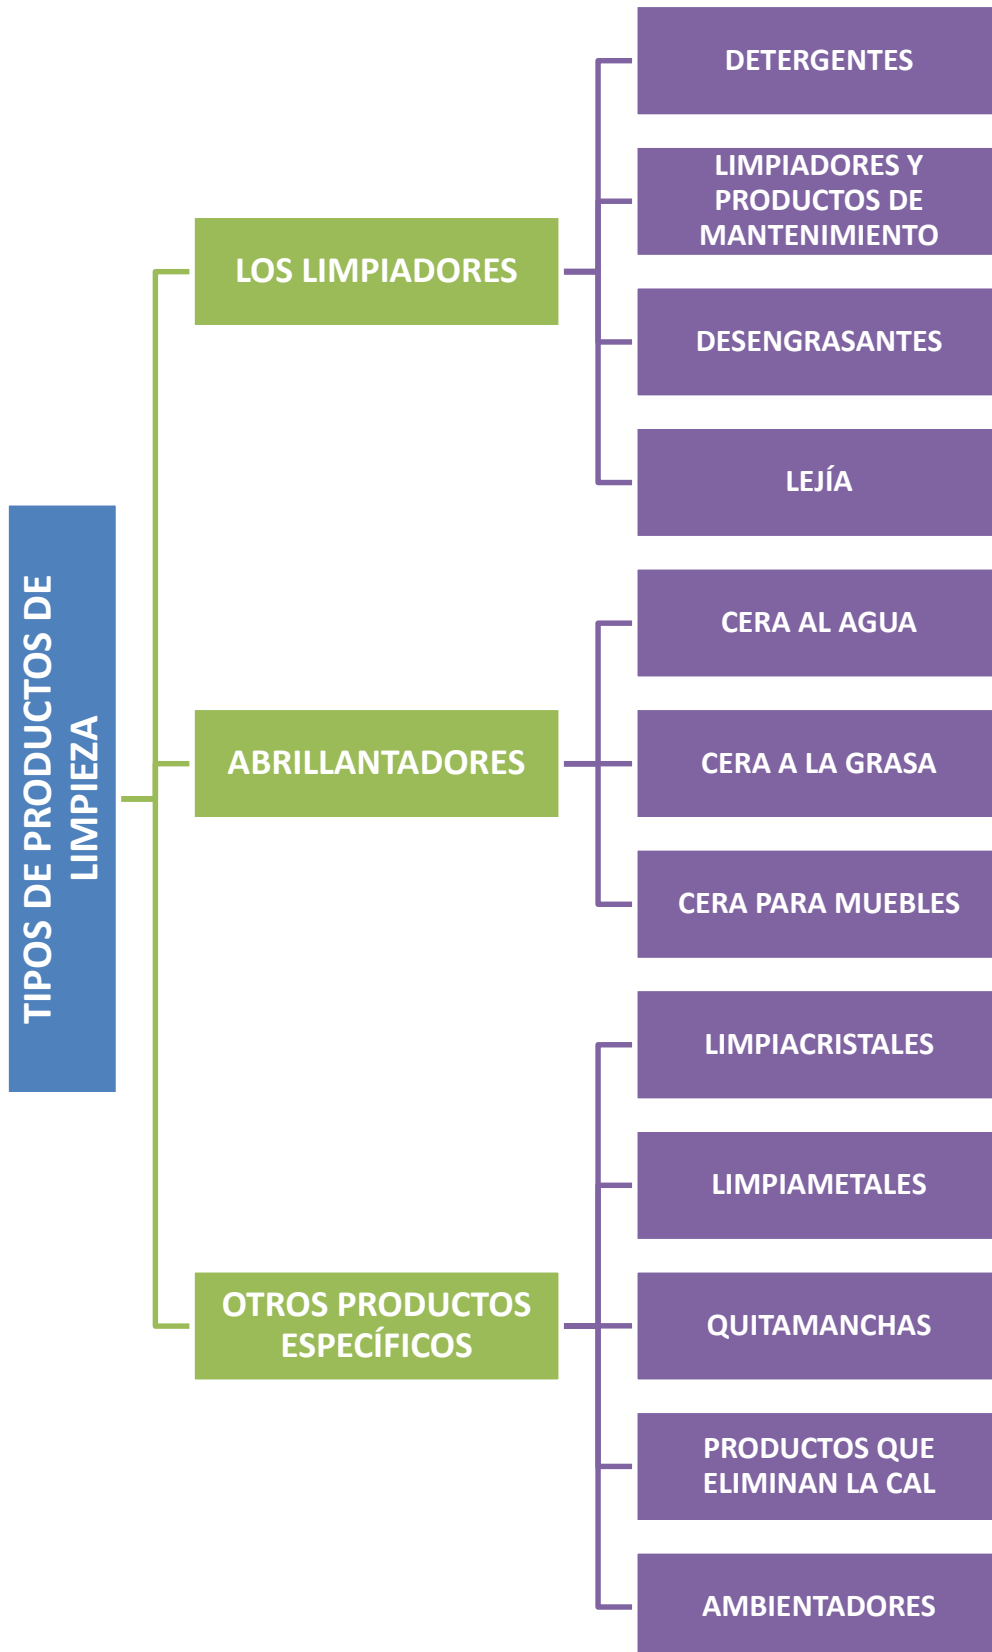 TIPOS DE PRODUCTOS DE
LIMPIEZA
LOS LIMPIADORES
DETERGENTES
LIMPIADORES Y
PRODUCTOS DE
MANTENIMIENTO
DESENGRASANTES
LEJÍA
ABRILLANTADORES
CERA AL AGUA
CERA A LA GRASA
CERA PARA MUEBLES
OTROS PRODUCTOS
ESPECÍFICOS
LIMPIACRISTALES
LIMPIAMETALES
QUITAMANCHAS
PRODUCTOS QUE
ELIMINAN LA CAL
AMBIENTADORES